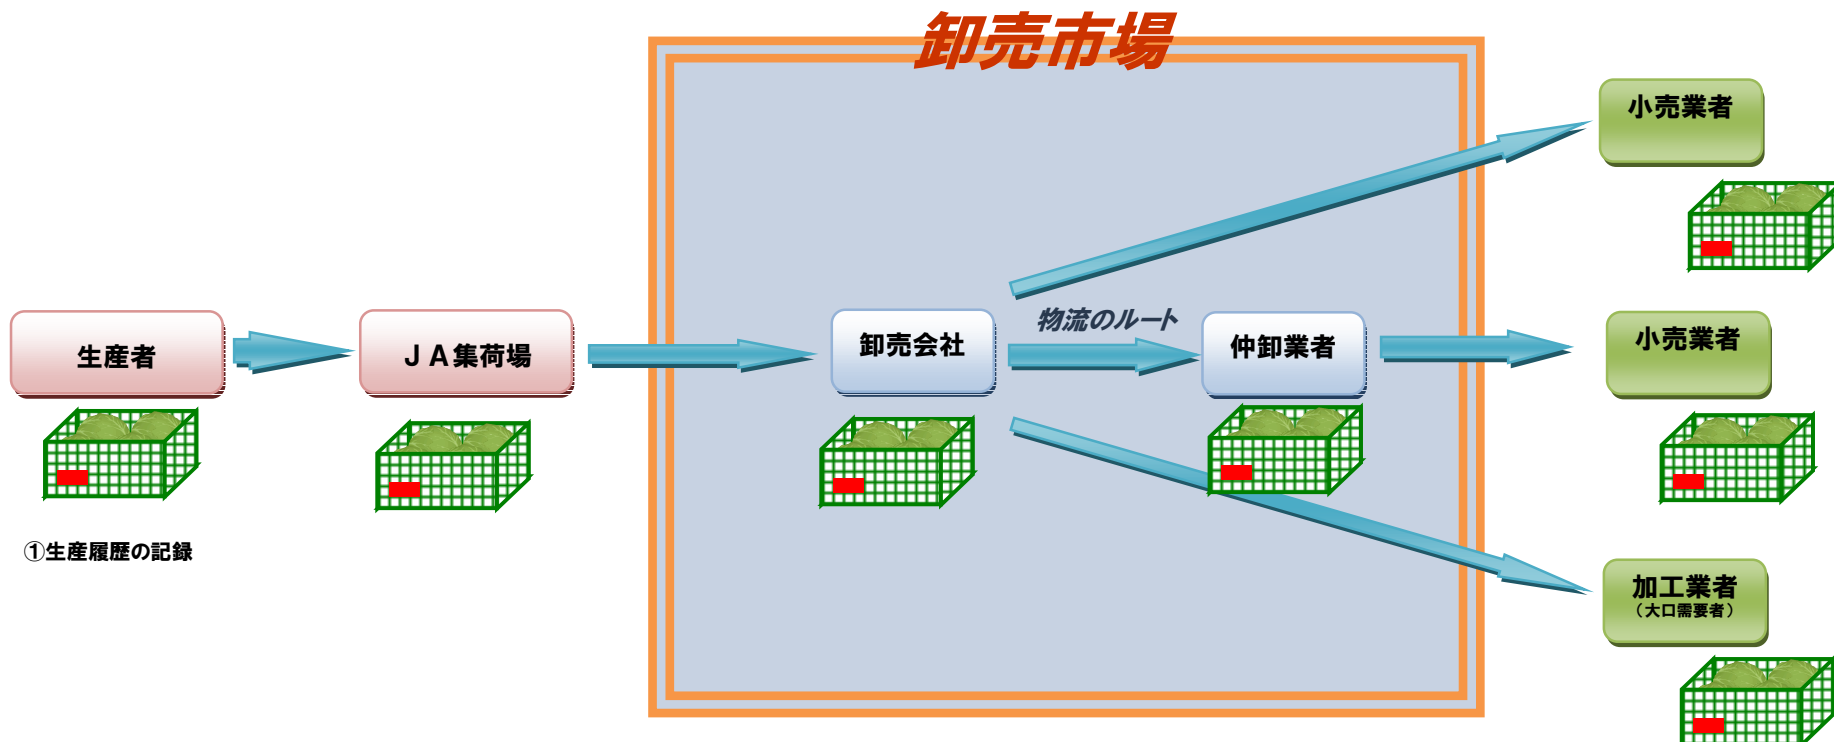 卸売市場
小売業者
物流のルート
生産者
ＪＡ集荷場
卸売会社
仲卸業者
小売業者
①生産履歴の記録
加工業者
（大口需要者）